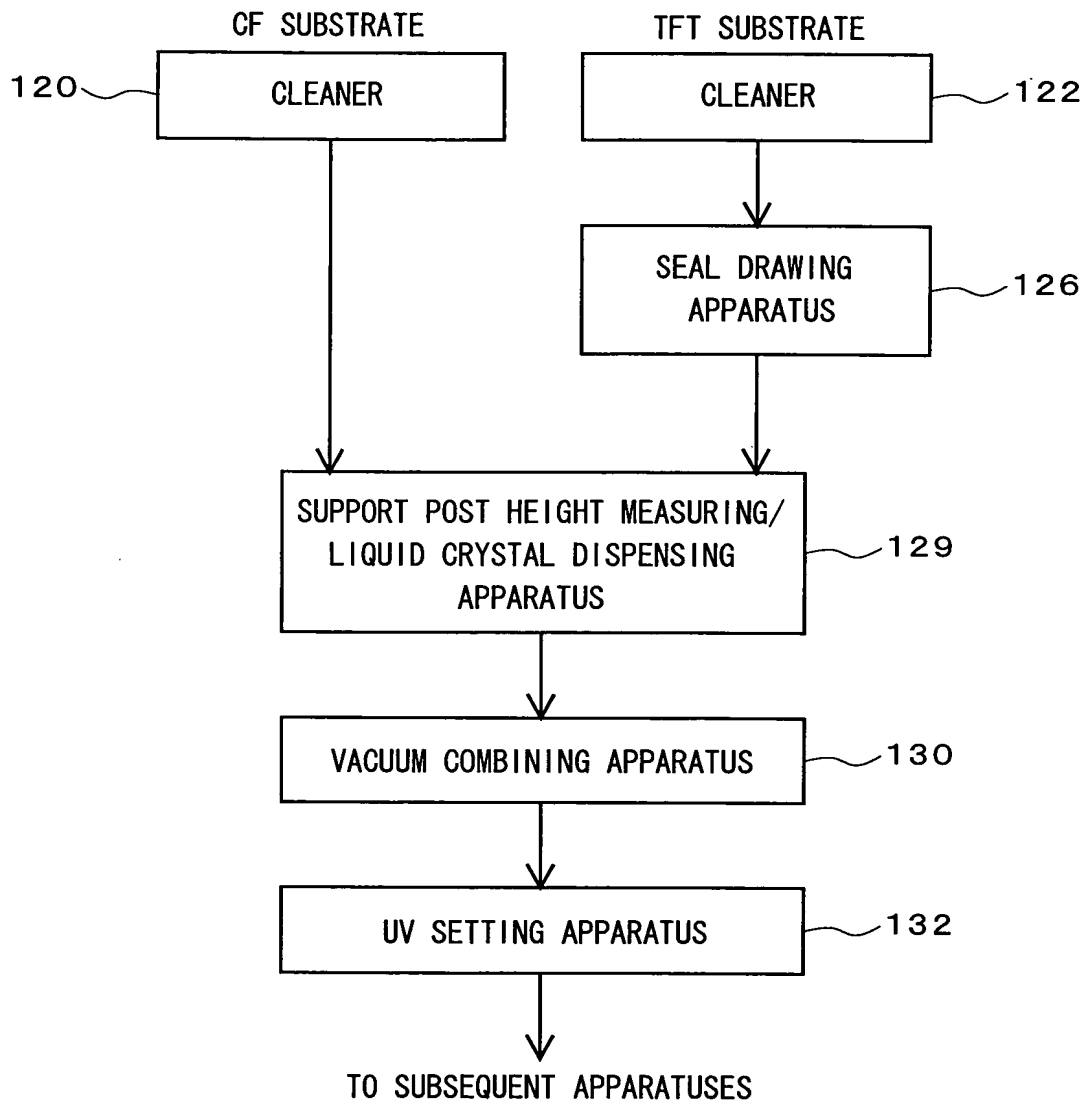 CF SUBSTRATE
TFT SUBSTRATE
120
CLEANER
CLEANER
122
SEAL DRAWING
APPARATUS
126
SUPPORT POST HEIGHT MEASURING/
LIQUID CRYSTAL DISPENSING
APPARATUS
129
VACUUM COMBINING APPARATUS
130
UV SETTING APPARATUS
132
TO SUBSEQUENT APPARATUSES